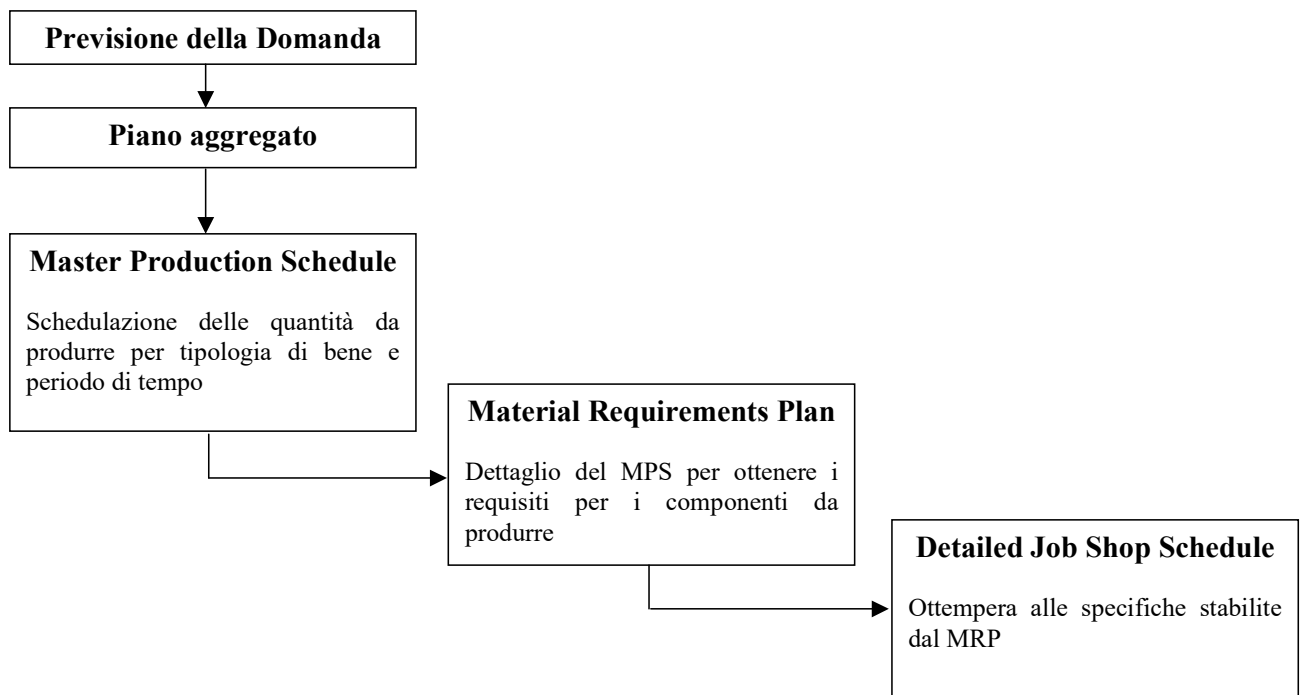 Previsione della Domanda
Piano aggregato
Master Production Schedule
Schedulazione delle quantità da
produrre per tipologia di bene e
periodo di tempo
Material Requirements Plan
Dettaglio del MPS per ottenere i
requisiti per i componenti da
produrre
Detailed Job Shop Schedule
Ottempera alle specifiche stabilite
dal MRP